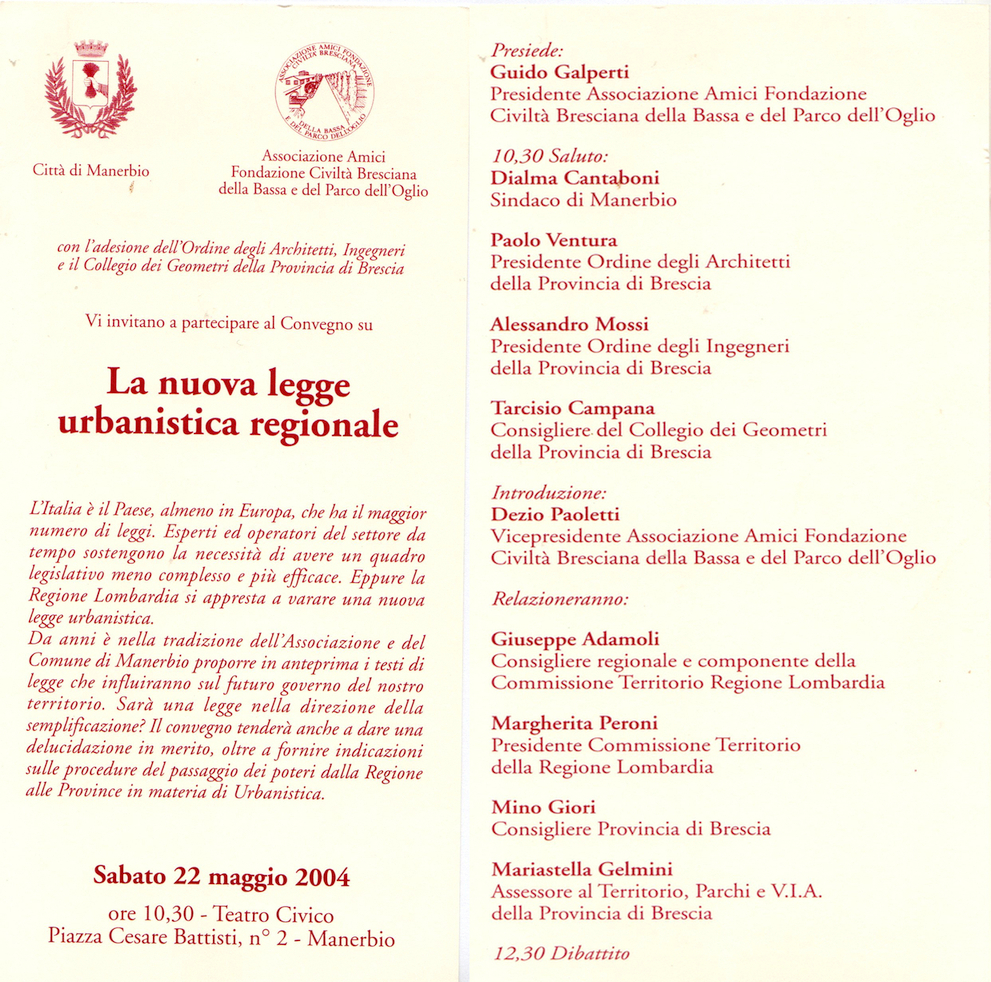 ASSOCIAZIONE AMICI FONDAZIONE
CIVILTÀ BRESCIANA
DELLA BASSA
E DEL PARCO DELL'OGLIO
Città di Manerbio
Associazione Amici
Fondazione Civiltà Bresciana
della Bassa e del Parco dell'Oglio
con l'adesione dell'Ordine degli Architetti, Ingegneri
e il Collegio dei Geometri della Provincia di Brescia
Vi invitano a partecipare al Convegno su
La nuova legge
urbanistica regionale
L'Italia è il Paese, almeno in Europa, che ha il maggior
numero di leggi. Esperti ed operatori del settore da
tempo sostengono la necessità di avere un quadro
legislativo meno complesso e più efficace. Eppure la
Regione Lombardia si appresta a varare una nuova
legge urbanistica.
Da anni è nella tradizione dell'Associazione e del
Comune di Manerbio proporre in anteprima i testi di
legge che influiranno sul futuro governo del nostro
territorio. Sarà una legge nella direzione della
semplificazione? Il convegno tenderà anche a dare una
delucidazione in merito, oltre a fornire indicazioni
sulle procedure del passaggio dei poteri dalla Regione
alle Province in materia di Urbanistica.
Sabato 22 maggio 2004
ore 10,30 - Teatro Civico
Piazza Cesare Battisti, n° 2 - Manerbio
Presiede:
Guido Galperti
Presidente Associazione Amici Fondazione
Civiltà Bresciana della Bassa e del Parco dell'Oglio
10,30 Saluto:
Dialma Cantaboni
Sindaco di Manerbio
Paolo Ventura
Presidente Ordine degli Architetti
della Provincia di Brescia
Alessandro Mossi
Presidente Ordine degli Ingegneri
della Provincia di Brescia
Tarcisio Campana
Consigliere del Collegio dei Geometri
della Provincia di Brescia
Introduzione:
Dezio Paoletti
Vicepresidente Associazione Amici Fondazione
Civiltà Bresciana della Bassa e del Parco dell'Oglio
Relazioneranno:
Giuseppe Adamoli
Consigliere regionale e componente della
Commissione Territorio Regione Lombardia
Margherita Peroni
Presidente Commissione Territorio
della Regione Lombardia
Mino Giori
Consigliere Provincia di Brescia
Mariastella Gelmini
Assessore al Territorio, Parchi e V.I.A.
della Provincia di Brescia
12,30 Dibattito